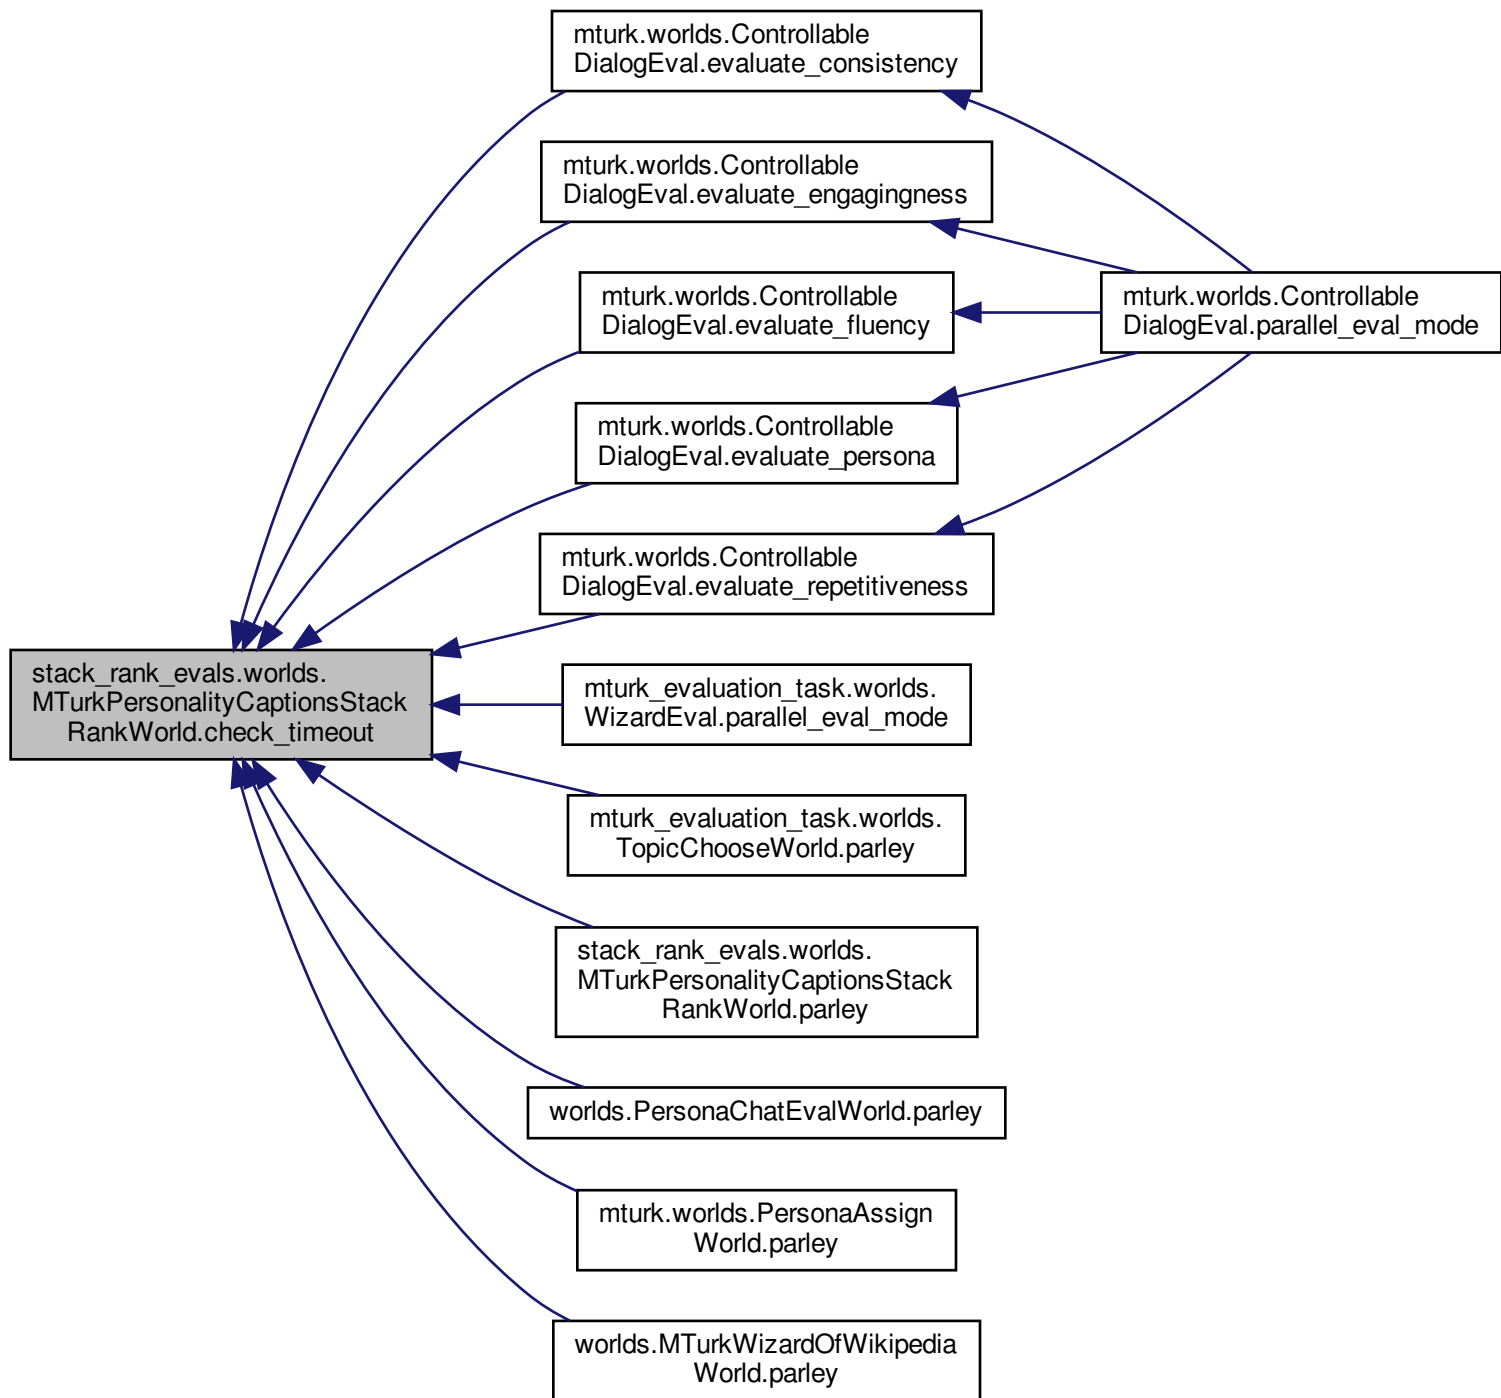 mturk.worlds.Controllable
DialogEval.evaluate_consistency
mturk.worlds.Controllable
DialogEval.evaluate_engagingness
mturk.worlds.Controllable
DialogEval.evaluate_fluency
mturk.worlds.Controllable
DialogEval.parallel_eval_mode
mturk.worlds.Controllable
DialogEval.evaluate_persona
mturk.worlds.Controllable
DialogEval.evaluate_repetitiveness
stack_rank_evals.worlds.
MTurkPersonalityCaptionsStack
RankWorld.check_timeout
mturk_evaluation_task.worlds.
WizardEval.parallel_eval_mode
mturk_evaluation_task.worlds.
TopicChooseWorld.parley
stack_rank_evals.worlds.
MTurkPersonalityCaptionsStack
RankWorld.parley
worlds.PersonaChatEvalWorld.parley
mturk.worlds.PersonaAssign
World.parley
worlds.MTurkWizardOfWikipedia
World.parley